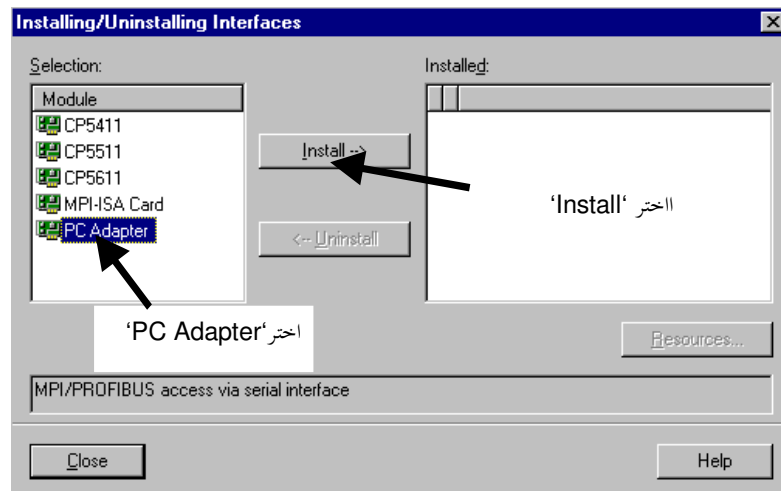 Installing/Uninstalling Interfaces
Selection:
Installed:
Module
CP5411
CP5511
CP5611
MPI-ISA Card
PC Adapter
Install -->
<-- Uninstall
ااختر ‘Install‘
اختر‘PC Adapter‘
Resources...
MPI/PROFIBUS access via serial interface
Close
Help